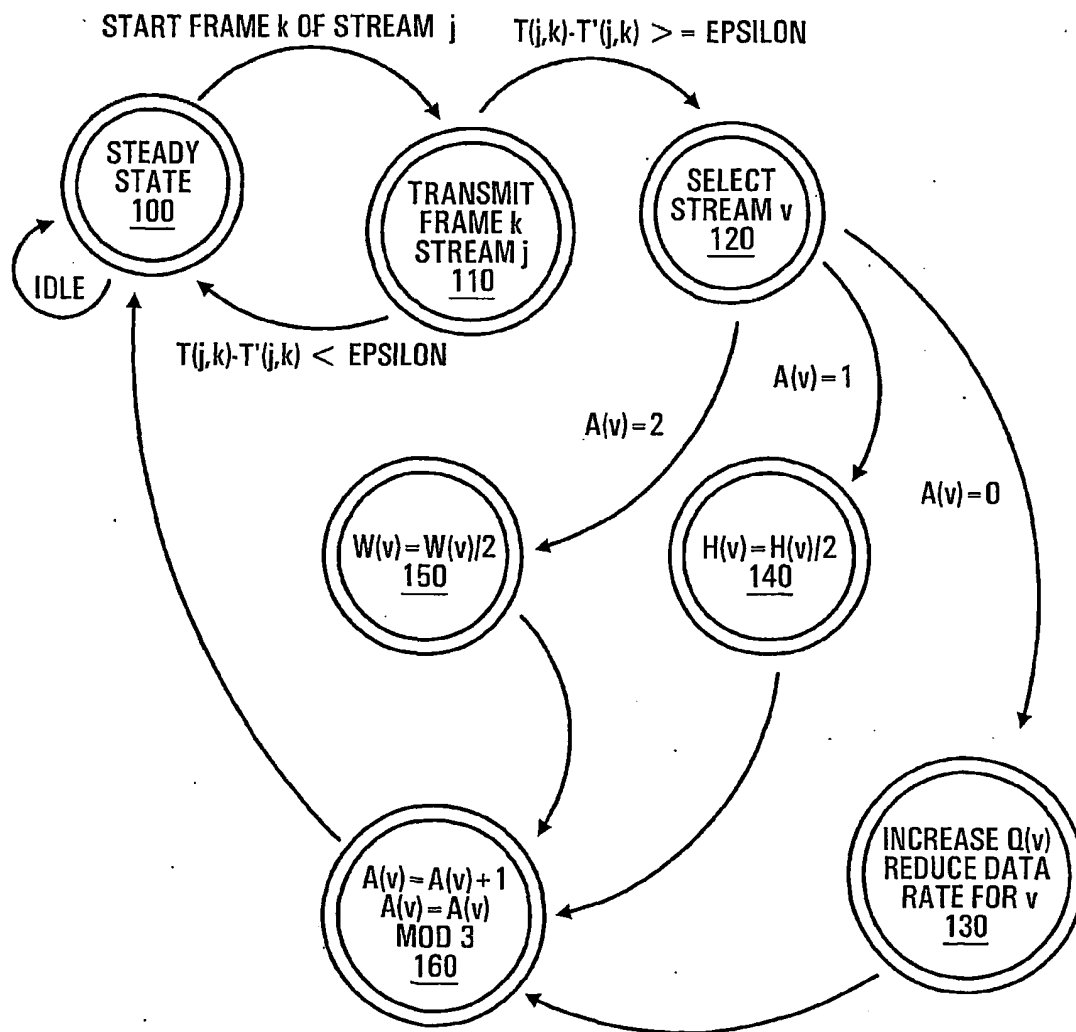 START FRAME k OF STREAM j
T(j,k)-T'(j,k) > = EPSILON
STEADY
STATE
100
TRANSMIT
FRAME k
STREAM j
110
SELECT
STREAM v
120
IDLE
T(j,k)-T'(j,k) < EPSILON
A(v)=1
A(v)=2
A(v)=0
W(v)=W(v)/2
150
H(v)=H(v)/2
140
A(v)=A(v)+1
A(v)=A(v)
MOD 3
160
INCREASE Q(v)
REDUCE DATA
RATE FOR v
130